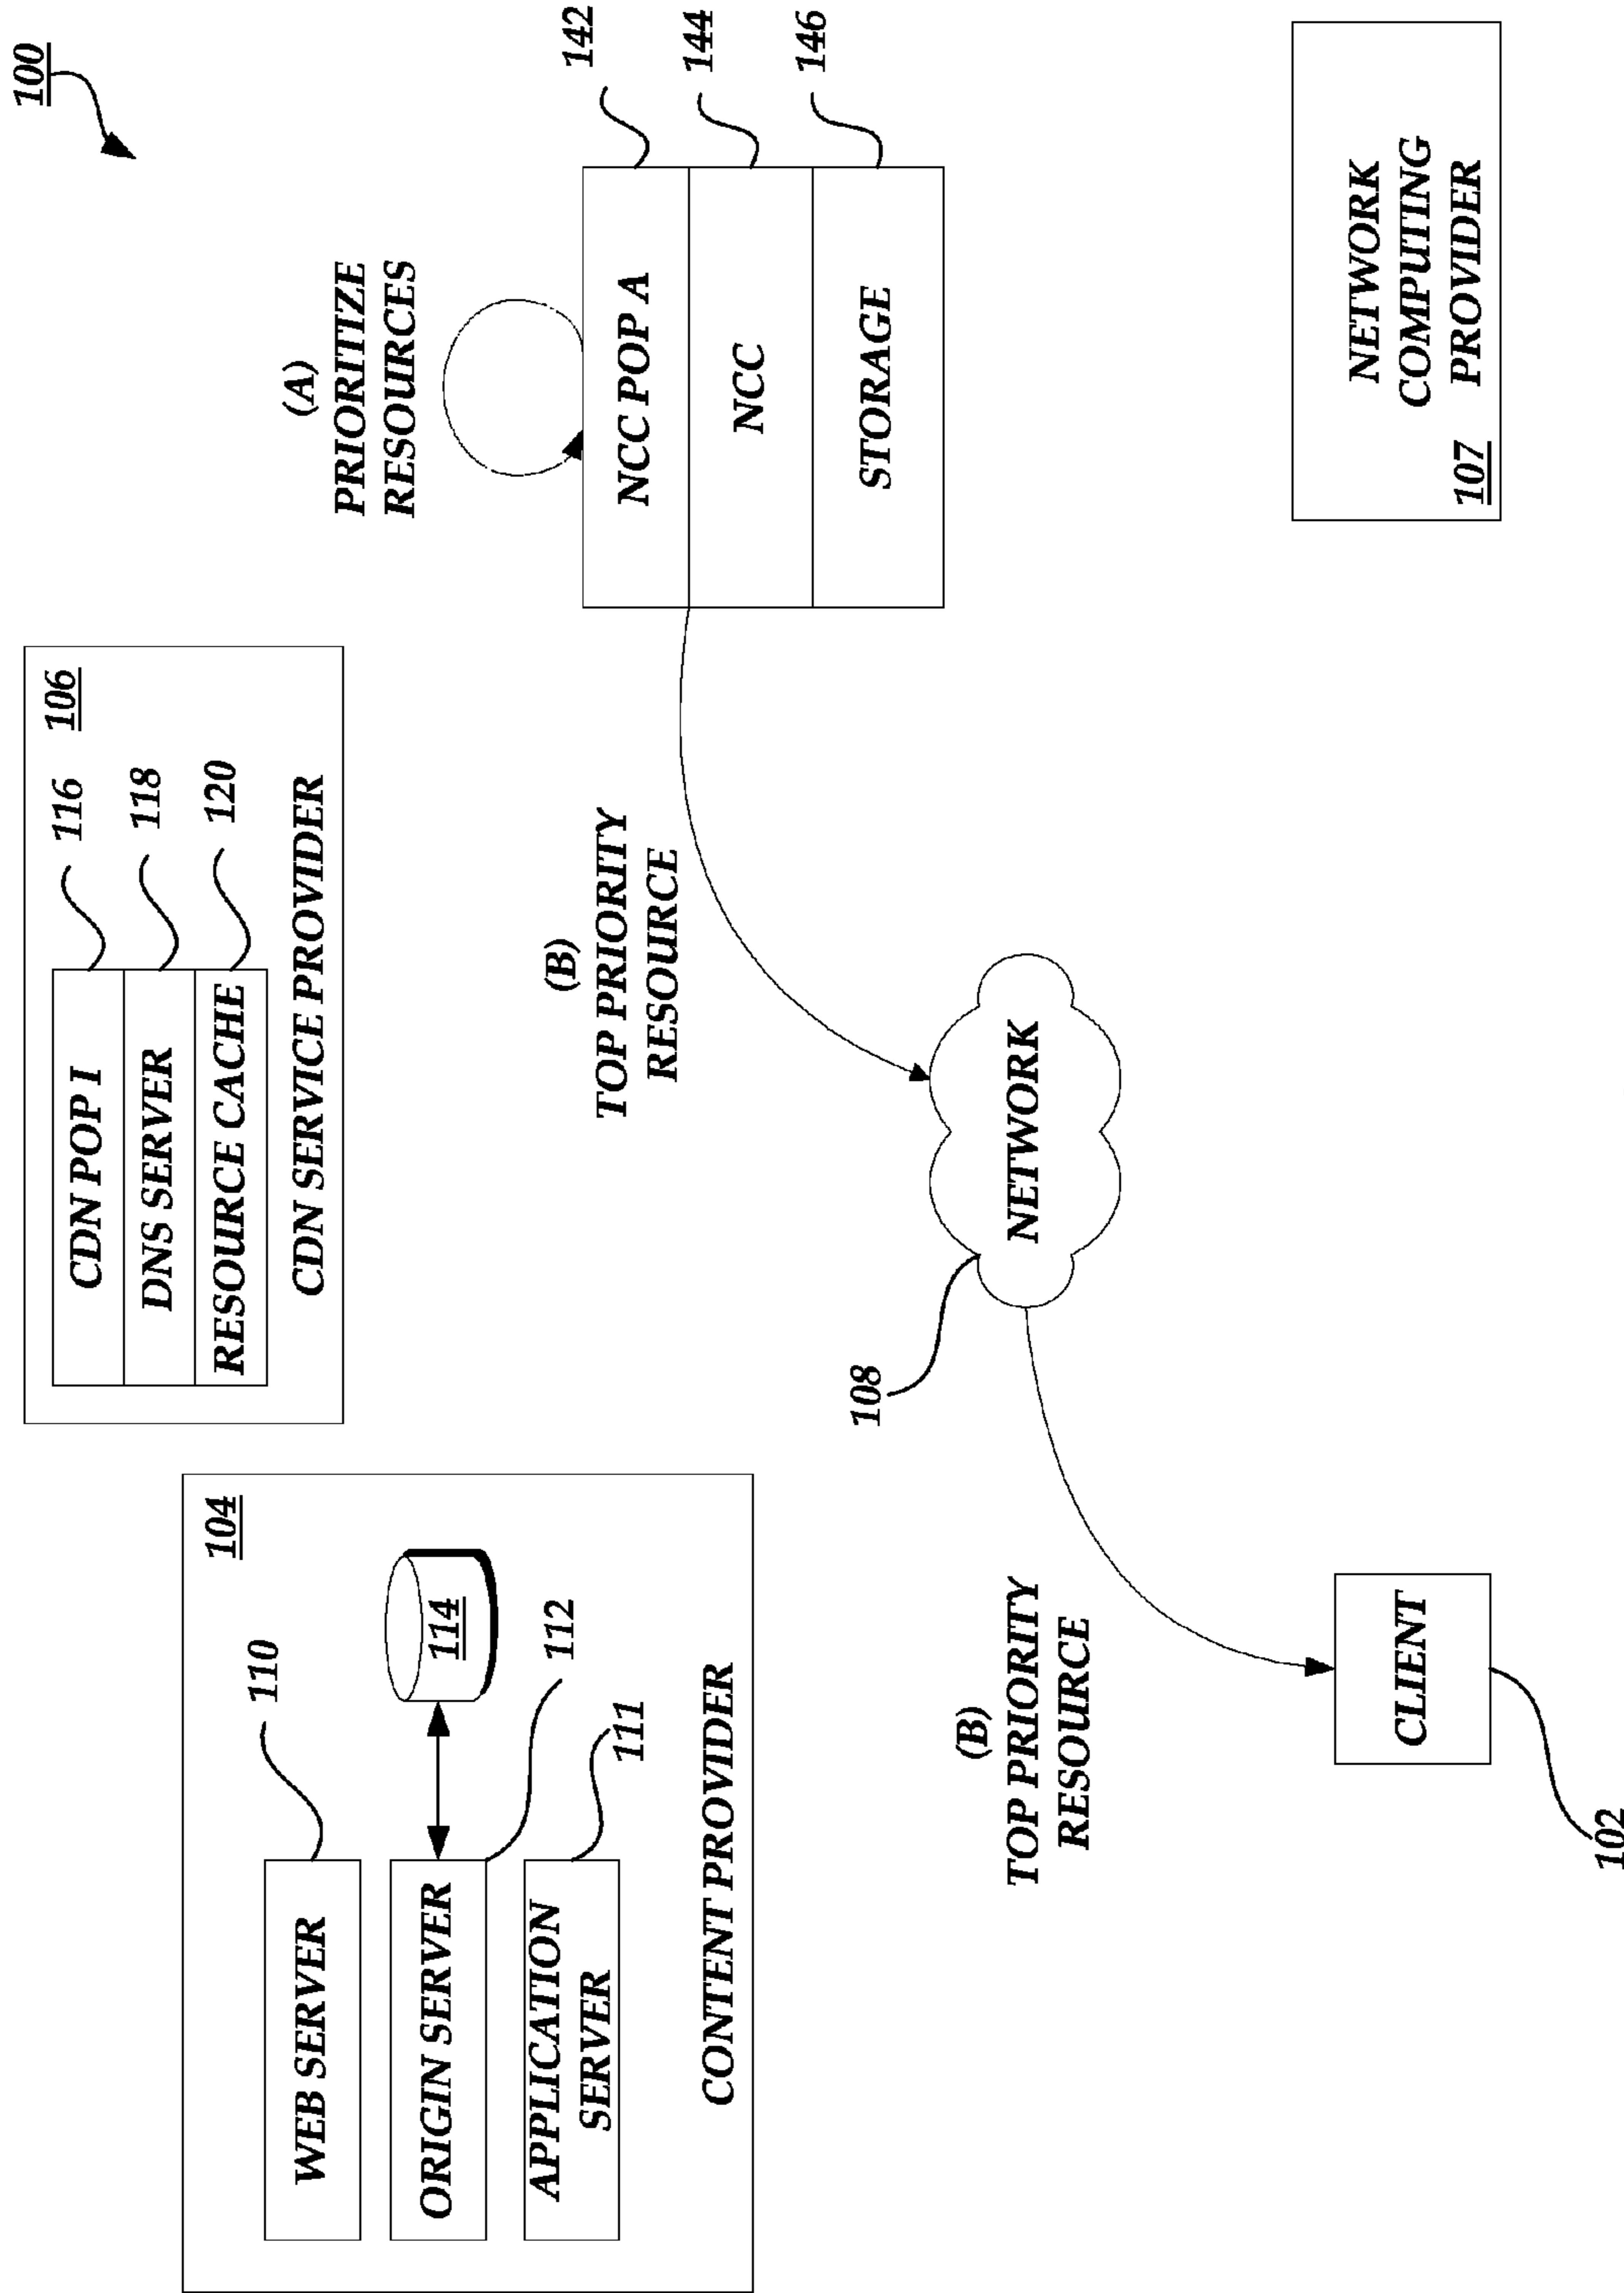 100
104
110
WEB SERVER
114
ORIGIN SERVER
112
APPLICATION
SERVER
111
CONTENT PROVIDER
106
CDN POP I
116
DNS SERVER
118
RESOURCE CACHE
120
CDN SERVICE PROVIDER
(A)
PRIORITIZE
RESOURCES
NCC POP A
142
NCC
144
STORAGE
146
(B)
TOP PRIORITY
RESOURCE
108
NETWORK
(B)
TOP PRIORITY
RESOURCE
CLIENT
102
NETWORK
COMPUTING
PROVIDER
107